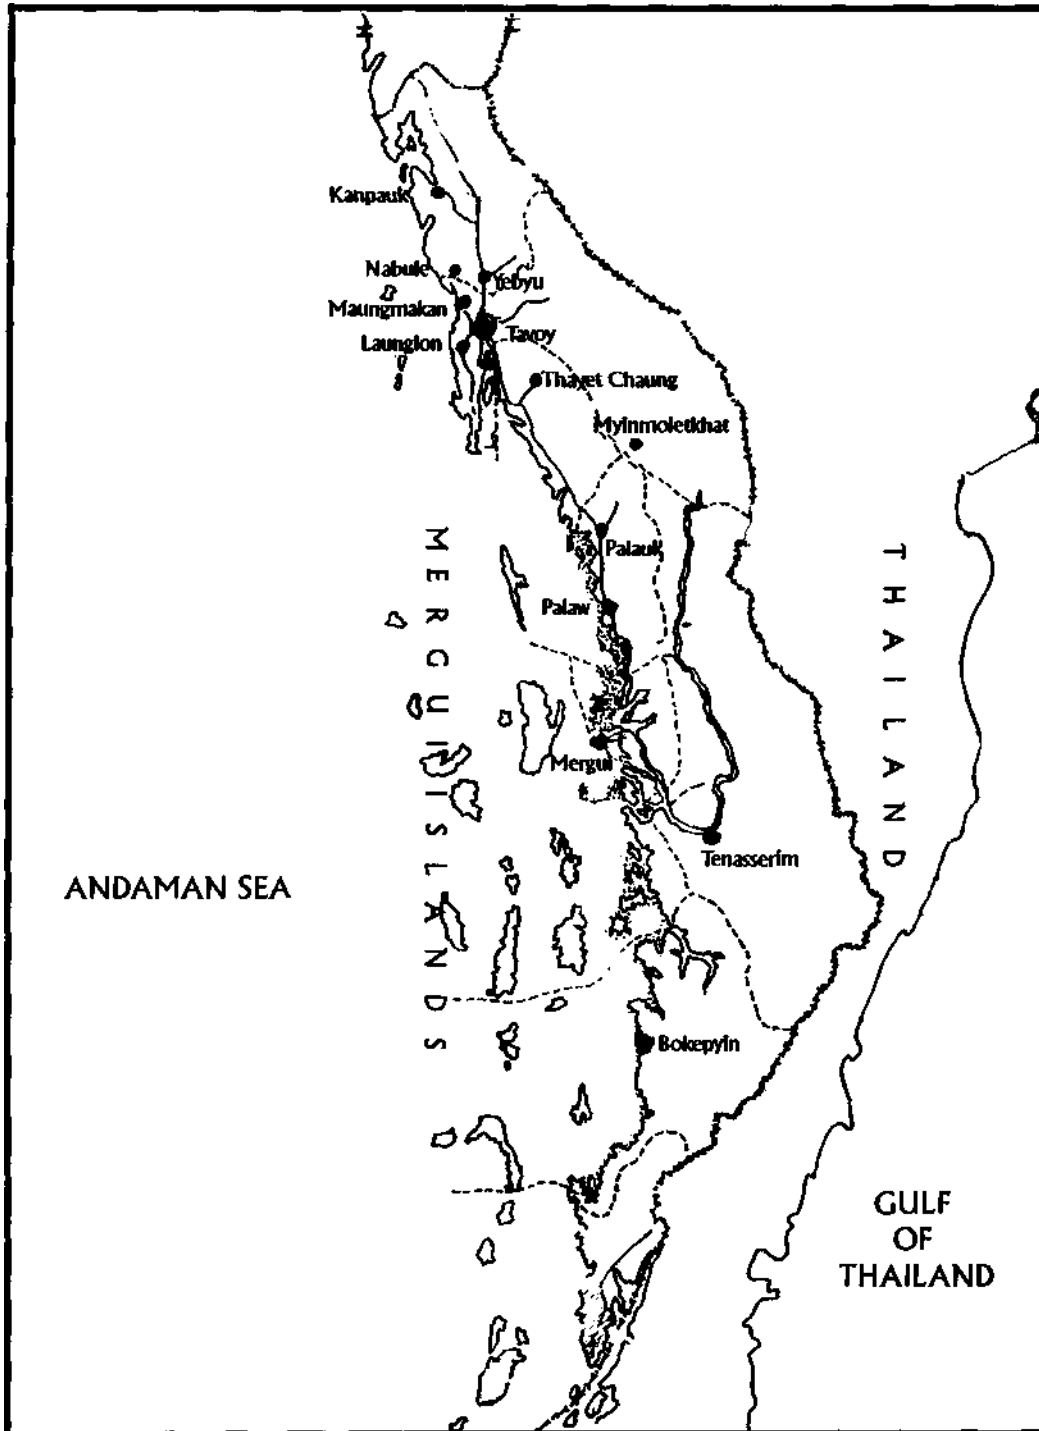 Kanpauk
Nabule
Yebyu
Maungmakan
Tavoy
Launglon
Thayet Chaung
Myinmoletkhat
MERGUI ISLANDS
THAILAND
Palauk
Palaw
Mergui
Tenasserim
ANDAMAN SEA
Bokepyin
GULF
OF
THAILAND